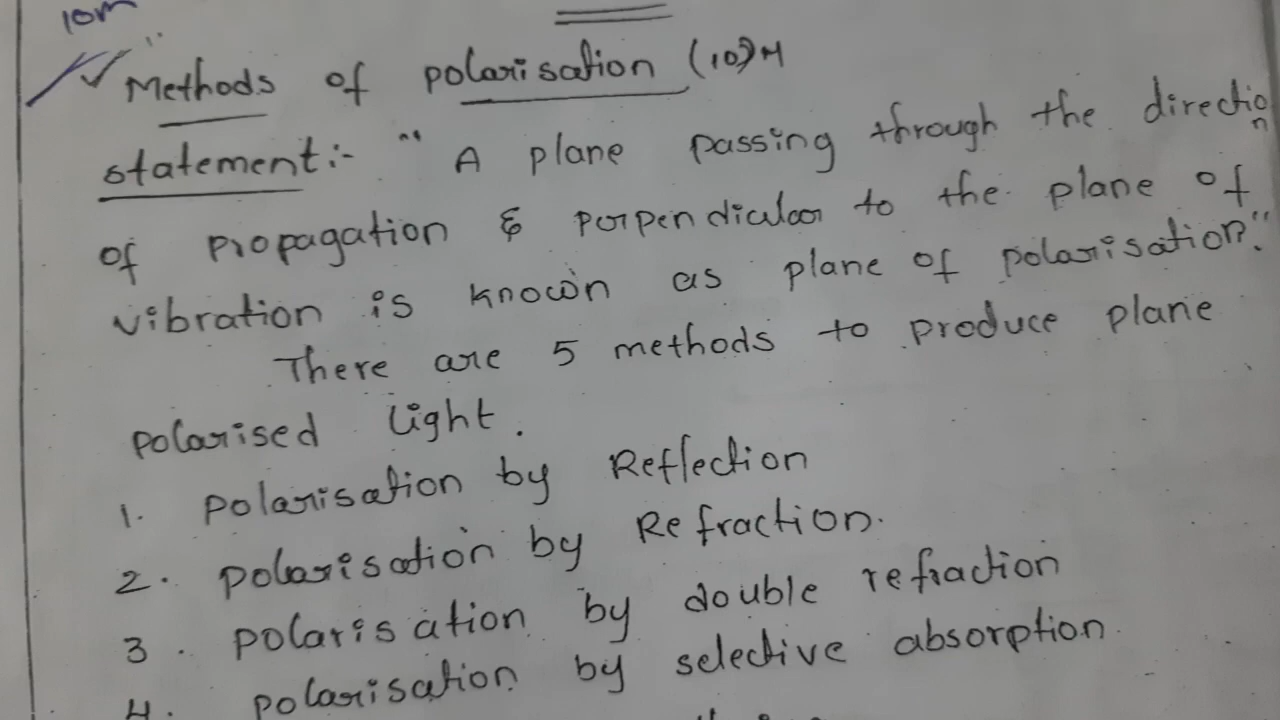 10m
Methods of polarisation (10)M
statement:- " A plane passing through the direction
of propagation & perpendicular to the plane of
vibration is known as plane of polarisation".
There are 5 methods to produce plane
polarised light.
1. polarisation by Reflection
2. polarisation by Refraction.
3. polarisation by double refraction
4. polarisation by selective absorption